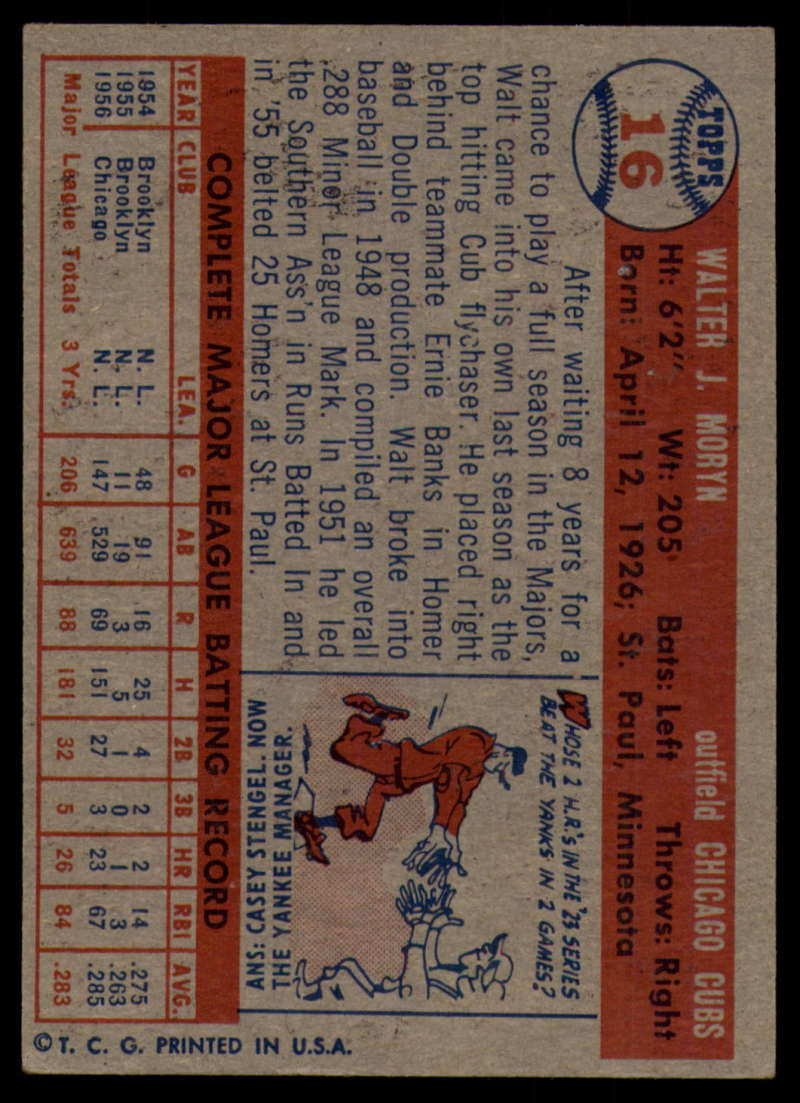 TOPPS
16
WALTER J. MORYN outfield CHICAGO CUBS
Ht: 6'2" Wt: 205 Bats: Left Throws: Right
Born: April 12, 1926; St. Paul, Minnesota
After waiting 8 years for a
chance to play a full season in the Majors,
Walt came into his own last season as the
top hitting Cub flychaser. He placed right
behind teammate Ernie Banks in Homer
and Double production. Walt broke into
baseball in 1948 and compiled an overall
.288 Minor League Mark. In 1951 he led
the Southern Ass'n in Runs Batted In and
in '55 belted 25 Homers at St. Paul.
WHOSE 2 H.R.'S IN THE '23 SERIES
BEAT THE YANKS IN 2 GAMES?
ANS: CASEY STENGEL, NOW
THE YANKEE MANAGER.
COMPLETE MAJOR LEAGUE BATTING RECORD
YEAR CLUB LEA. G AB R H 2B 3B HR RBI AVG.
1954 Brooklyn N. L. 48 91 16 25 4 2 2 14 .275
1955 Brooklyn N. L. 11 19 3 5 1 0 1 3 .263
1956 Chicago N. L. 147 529 69 151 27 3 23 67 .285
Major League Totals 3 Yrs. 206 639 88 181 32 5 26 84 .283
© T. C. G. PRINTED IN U.S.A.